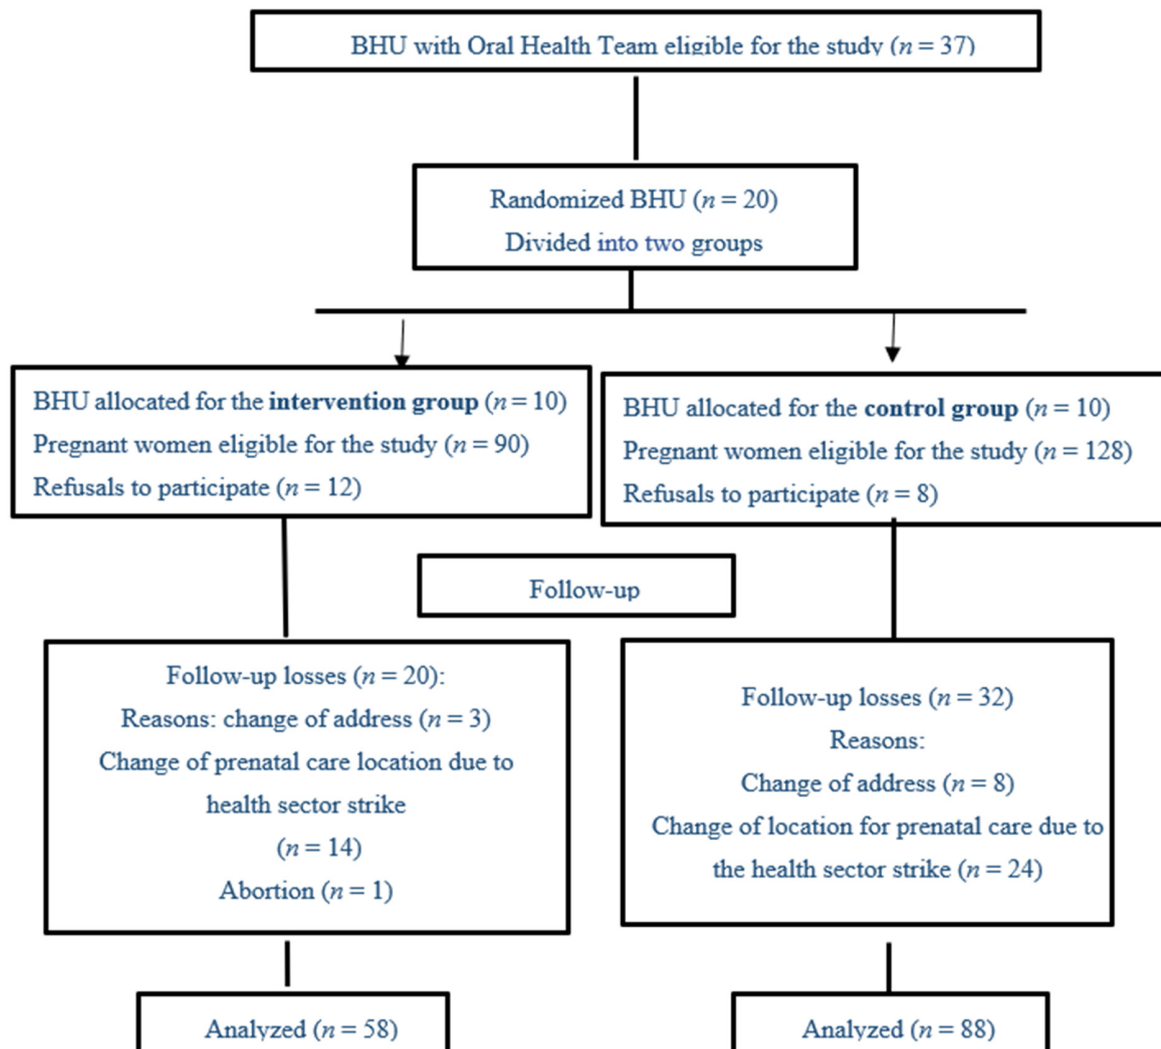 BHU with Oral Health Team eligible for the study (n = 37)
Randomized BHU (n = 20)
Divided into two groups
BHU allocated for the intervention group (n = 10)
Pregnant women eligible for the study (n = 90)
Refusals to participate (n = 12)
BHU allocated for the control group (n = 10)
Pregnant women eligible for the study (n = 128)
Refusals to participate (n = 8)
Follow-up
Follow-up losses (n = 20):
Reasons: change of address (n = 3)
Change of prenatal care location due to
health sector strike
(n = 14)
Abortion (n = 1)
Follow-up losses (n = 32)
Reasons:
Change of address (n = 8)
Change of location for prenatal care due to
the health sector strike (n = 24)
Analyzed (n = 58)
Analyzed (n = 88)